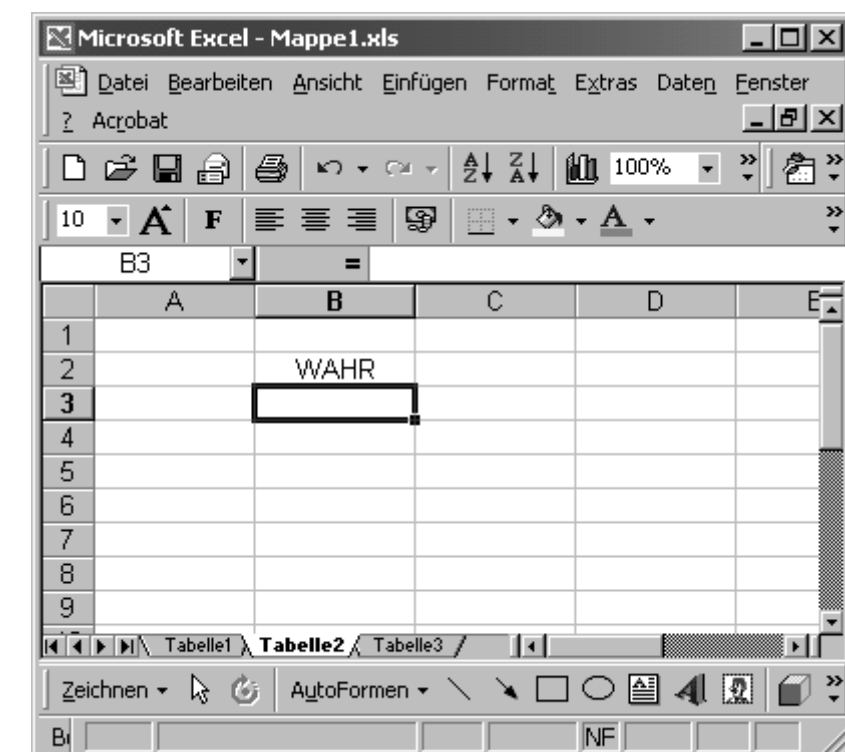 Microsoft Excel - Mappe1.xls
Datei Bearbeiten Ansicht Einfügen Format Extras Daten Fenster
? Acrobat
A Z Z A 100%
10 A F A
B3 =
A B C D E
1
2 WAHR
3
4
5
6
7
8
9
Tabelle1 Tabelle2 Tabelle3
Zeichnen AutoFormen
NF